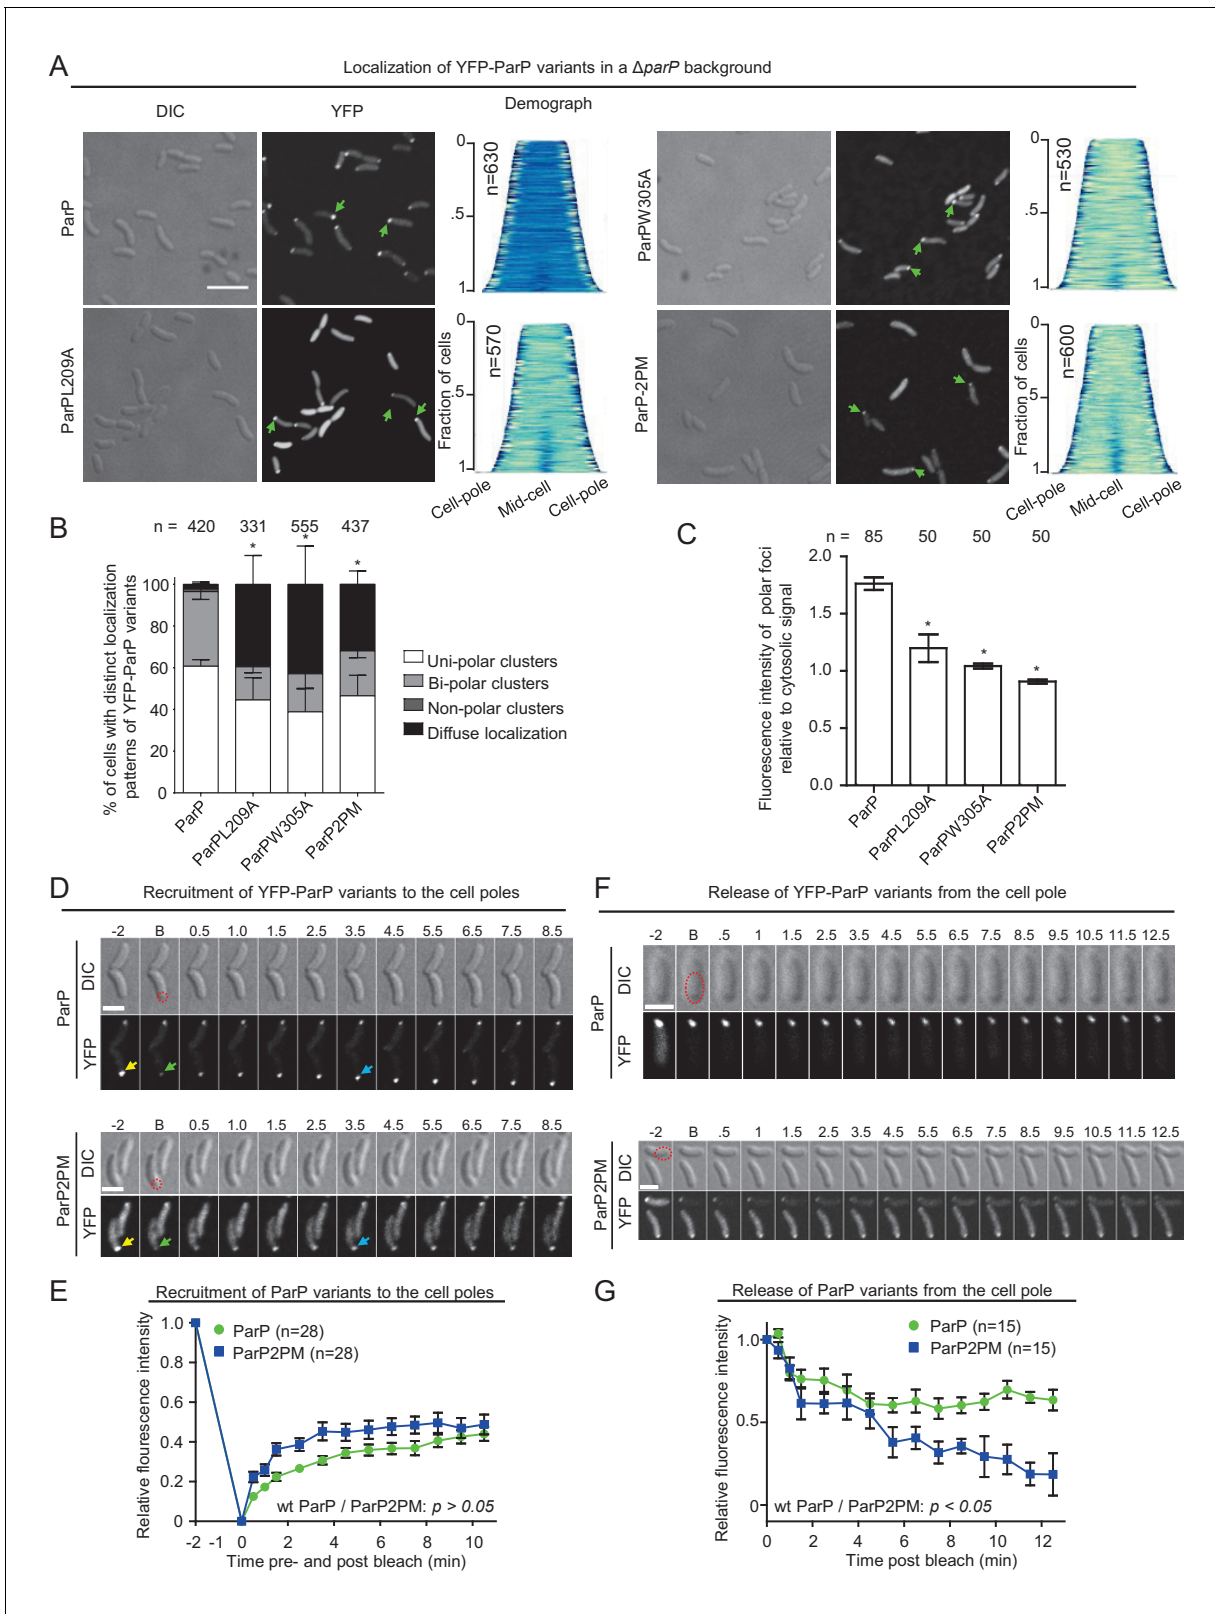 A
Localization of YFP-ParP variants in a ΔparP background
DIC
YFP
Demograph
ParP
n=630
0
.5
1
ParPW305A
n=530
0
.5
1
ParPL209A
Fraction of cells
n=570
0
.5
1
Cell-pole
Mid-cell
Cell-pole
ParP-2PM
Fraction of cells
n=600
0
.5
1
Cell-pole
Mid-cell
Cell-pole
B
n = 420 331 555 437
* * *
% of cells with distinct localization
patterns of YFP-ParP variants
100
80
60
40
20
0
ParP
ParPL209A
ParPW305A
ParP2PM
Uni-polar clusters
Bi-polar clusters
Non-polar clusters
Diffuse localization
C
n = 85 50 50 50
Fluorescence intensity of polar foci
relative to cytosolic signal
2.0
1.5
1.0
0.5
0.0
* * *
ParP
ParPL209A
ParPW305A
ParP2PM
D
Recruitment of YFP-ParP variants to the cell poles
-2 B 0.5 1.0 1.5 2.5 3.5 4.5 5.5 6.5 7.5 8.5
ParP
DIC
YFP
-2 B 0.5 1.0 1.5 2.5 3.5 4.5 5.5 6.5 7.5 8.5
ParP2PM
DIC
YFP
F
Release of YFP-ParP variants from the cell pole
-2 B .5 1 1.5 2.5 3.5 4.5 5.5 6.5 7.5 8.5 9.5 10.5 11.5 12.5
ParP
DIC
YFP
-2 B .5 1 1.5 2.5 3.5 4.5 5.5 6.5 7.5 8.5 9.5 10.5 11.5 12.5
ParP2PM
DIC
YFP
E
Recruitment of ParP variants to the cell poles
Relative flourescence intensity
1.0
0.8
0.6
0.4
0.2
0
ParP (n=28)
ParP2PM (n=28)
wt ParP / ParP2PM: p > 0.05
-2 -1 0 2 4 6 8 10
Time pre- and post bleach (min)
G
Release of ParP variants from the cell pole
Relative fluorescence intensity
1.0
0.5
0
ParP (n=15)
ParP2PM (n=15)
wt ParP / ParP2PM: p < 0.05
0 2 4 6 8 10 12
Time post bleach (min)